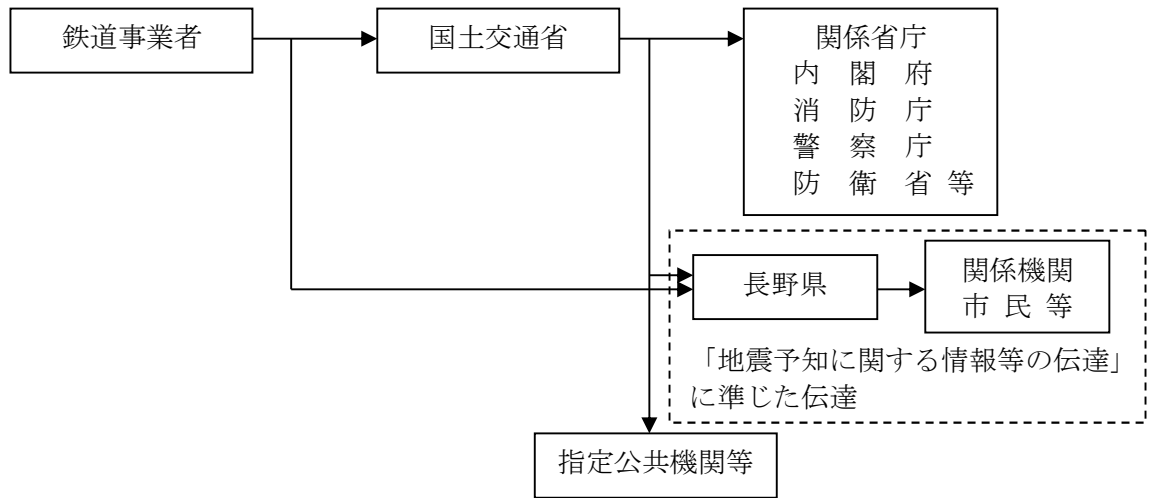 鉄道事業者
国土交通省
関係省庁
内閣府
消防庁
警察庁
防衛省等
長野県
関係機関
市民等
「地震予知に関する情報等の伝達」
に準じた伝達
指定公共機関等